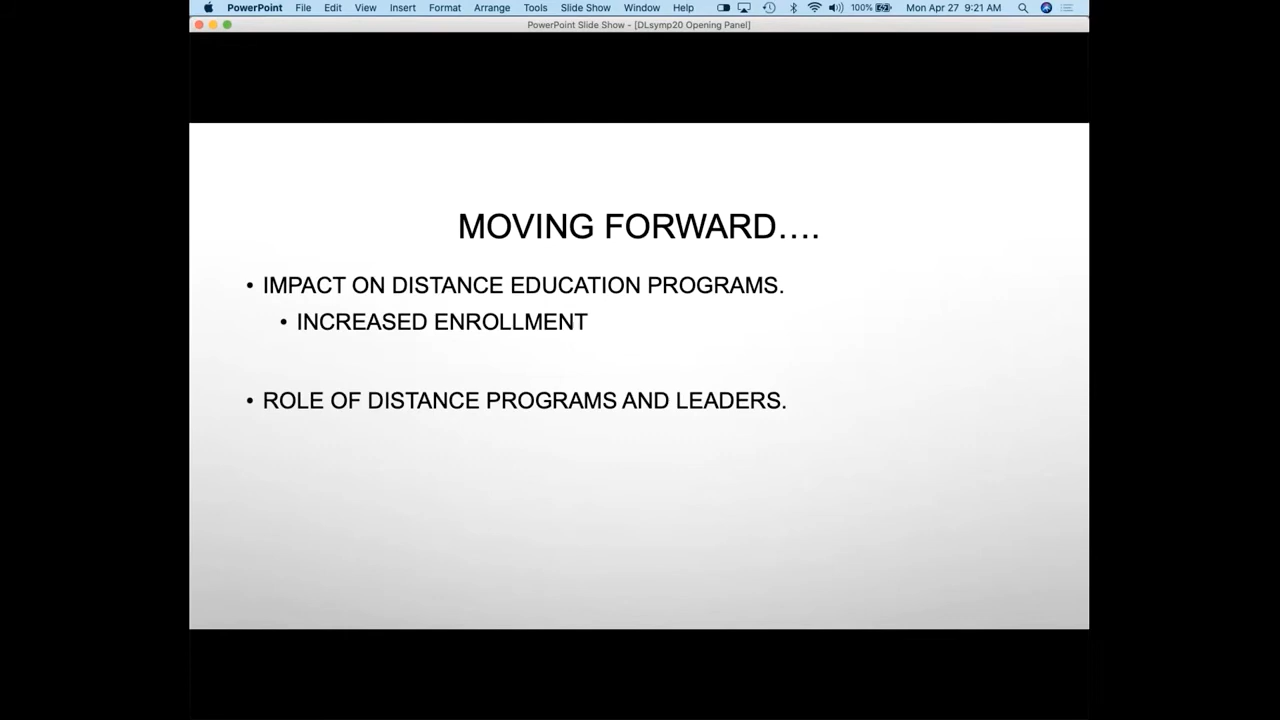 PowerPoint File Edit View Insert Format Arrange Tools Slide Show Window Help 100% Mon Apr 27 9:21 AM
PowerPoint Slide Show - [DLsymp20 Opening Panel]
MOVING FORWARD....
• IMPACT ON DISTANCE EDUCATION PROGRAMS.
• INCREASED ENROLLMENT
• ROLE OF DISTANCE PROGRAMS AND LEADERS.